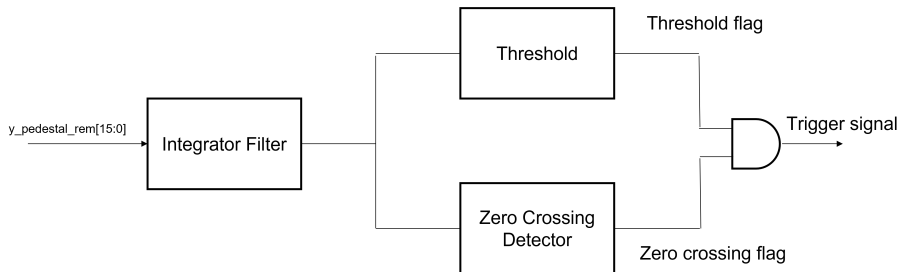 Threshold flag
Threshold
y_pedestal_rem[15:0]
Integrator Filter
Trigger signal
Zero Crossing
Detector
Zero crossing flag